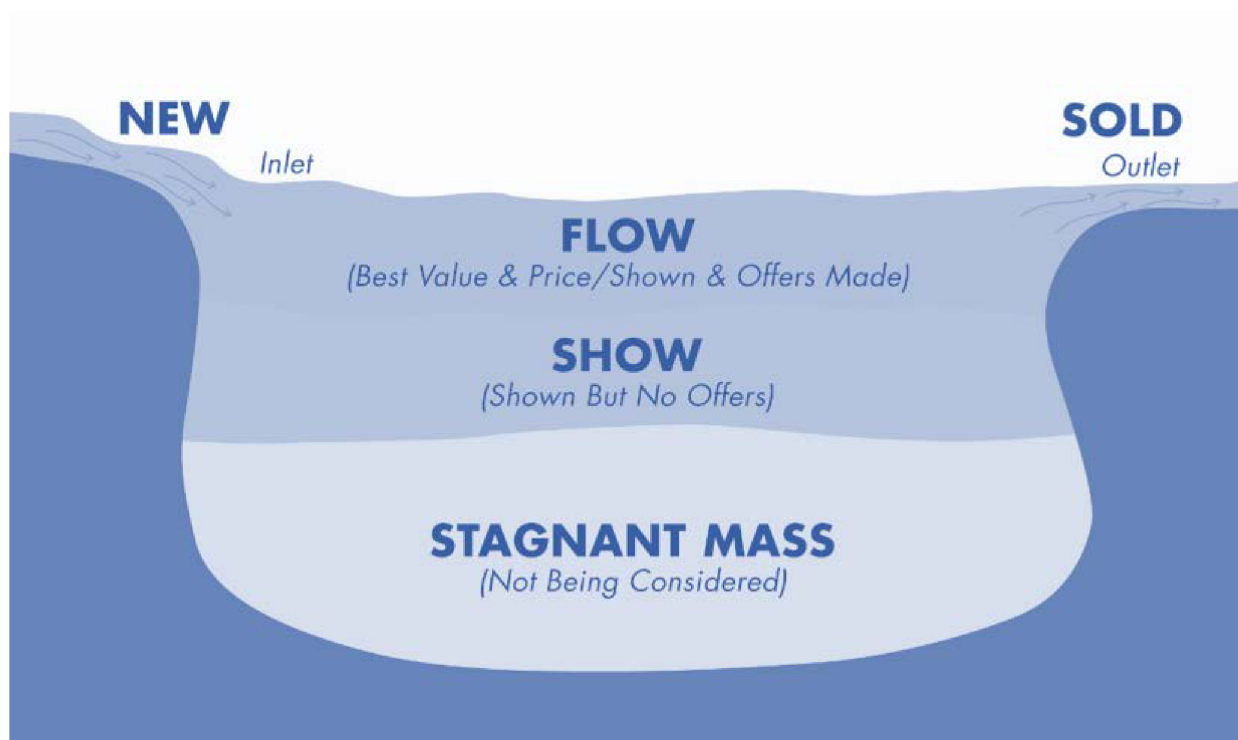 NEW
Inlet
SOLD
Outlet
FLOW
(Best Value & Price/Shown & Offers Made)
SHOW
(Shown But No Offers)
STAGNANT MASS
(Not Being Considered)